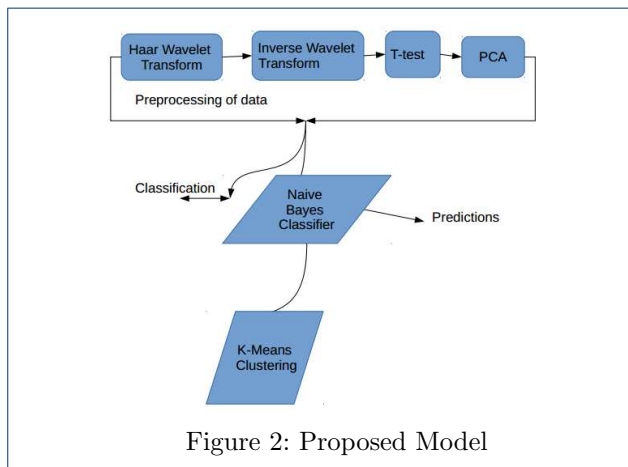 Haar Wavelet
Transform
Inverse Wavelet
Transform
T-test
PCA
Preprocessing of data
Classification
Naive
Bayes
Classifier
Predictions
K-Means
Clustering
Figure 2: Proposed Model